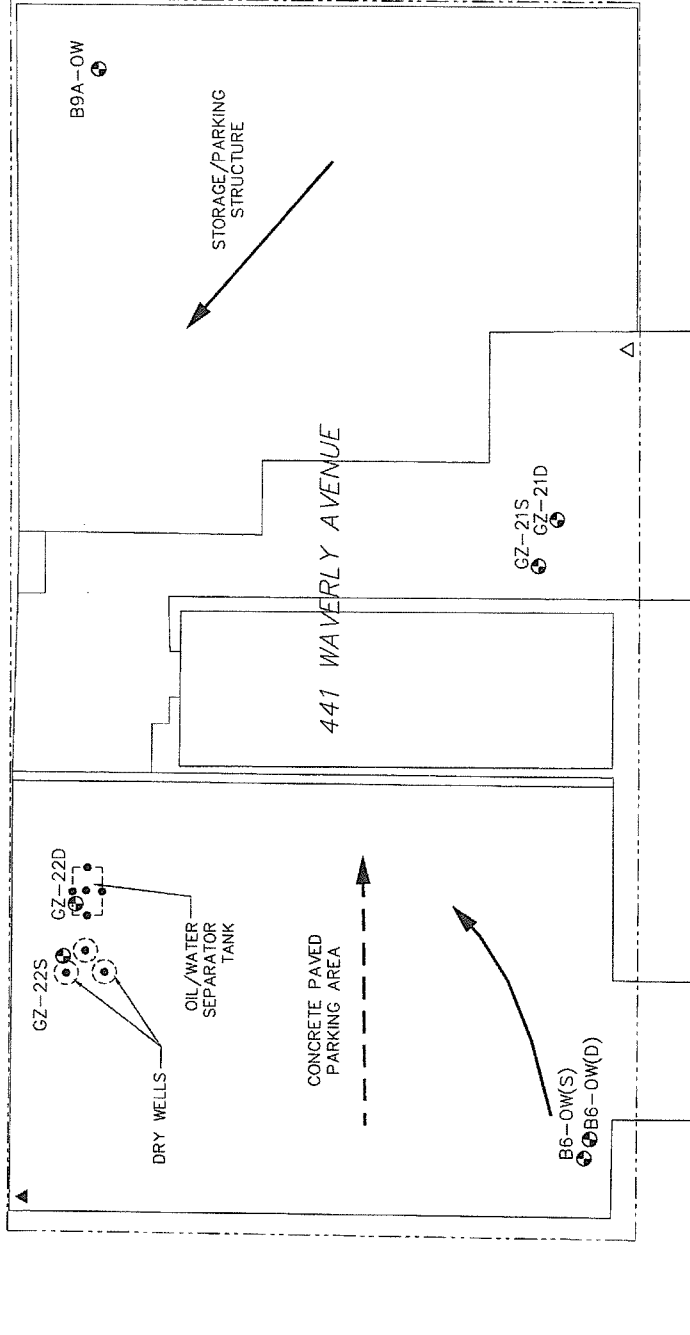 B9A-OW
STORAGE/PARKING
STRUCTURE
441 WAVERLY AVENUE
GZ-21S
GZ-21D
GZ-22D
GZ-22S
OIL/WATER
SEPARATOR
TANK
DRY WELLS
CONCRETE PAVED
PARKING AREA
B6-OW(S)
B6-OW(D)